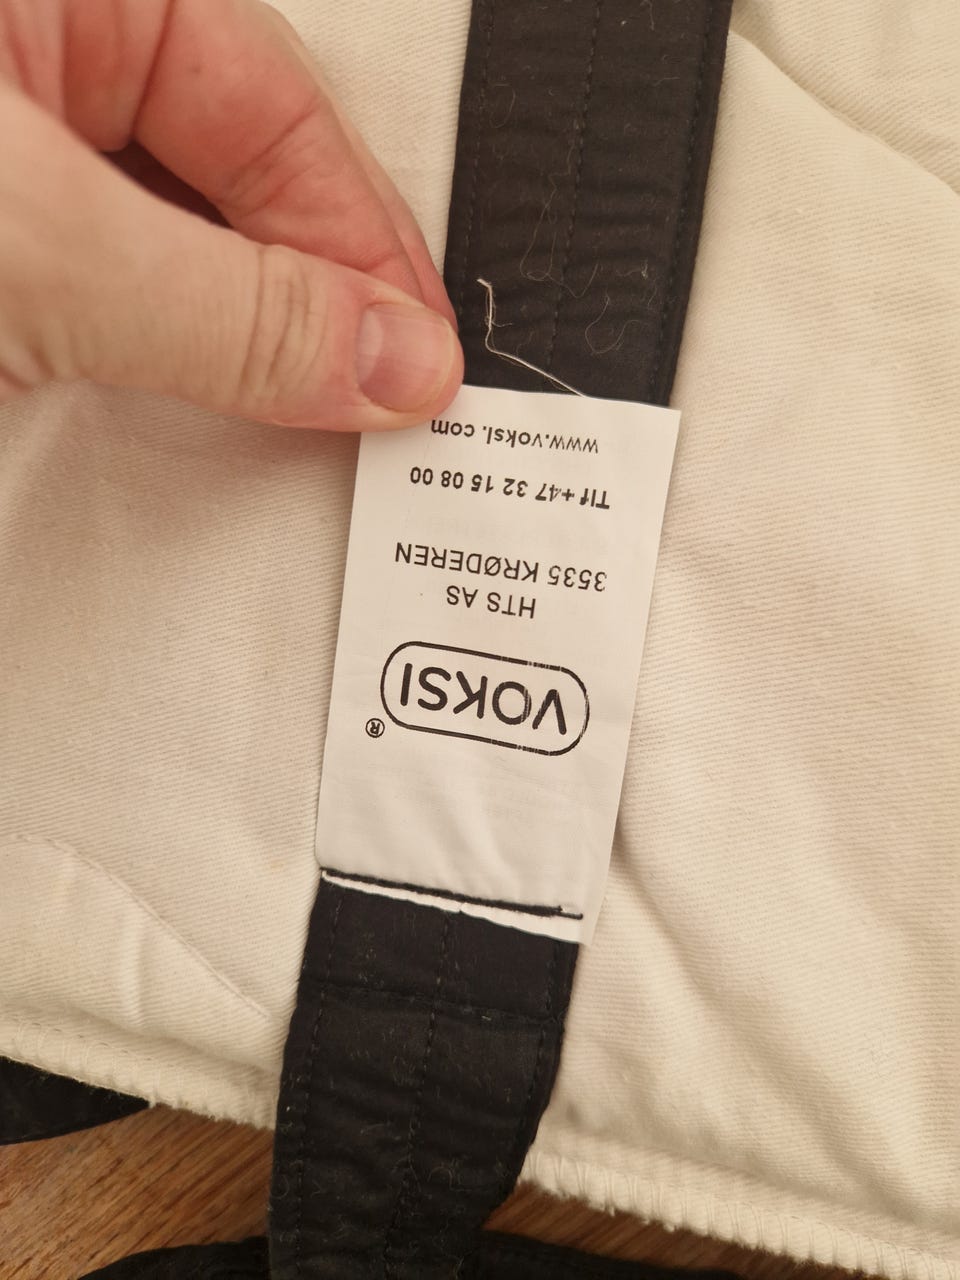 VOKSI®
HTS AS
3535 KRØDEREN
Tlf +47 32 15 08 00
www.voksi. com